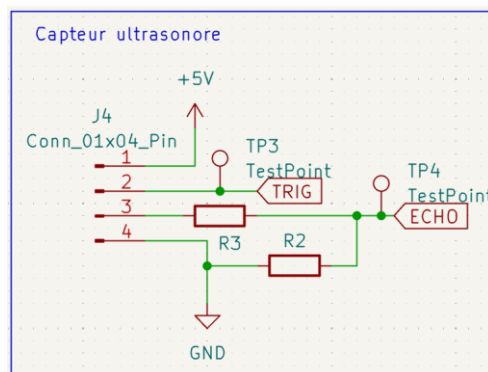 Capteur ultrasonore
+5V
J4
Conn_01x04_Pin
1
TP3
TestPoint
TP4
TestPoint
2
TRIG
3
ECHO
R3
R2
4
GND